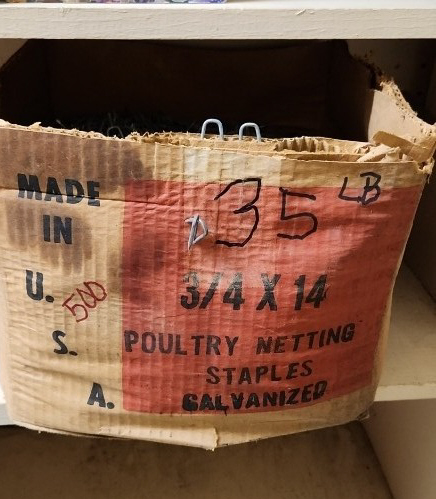 MADE
IN
U.
S.
A.
500
35 LB
3/4 X 14
POULTRY NETTING
STAPLES
GALVANIZED